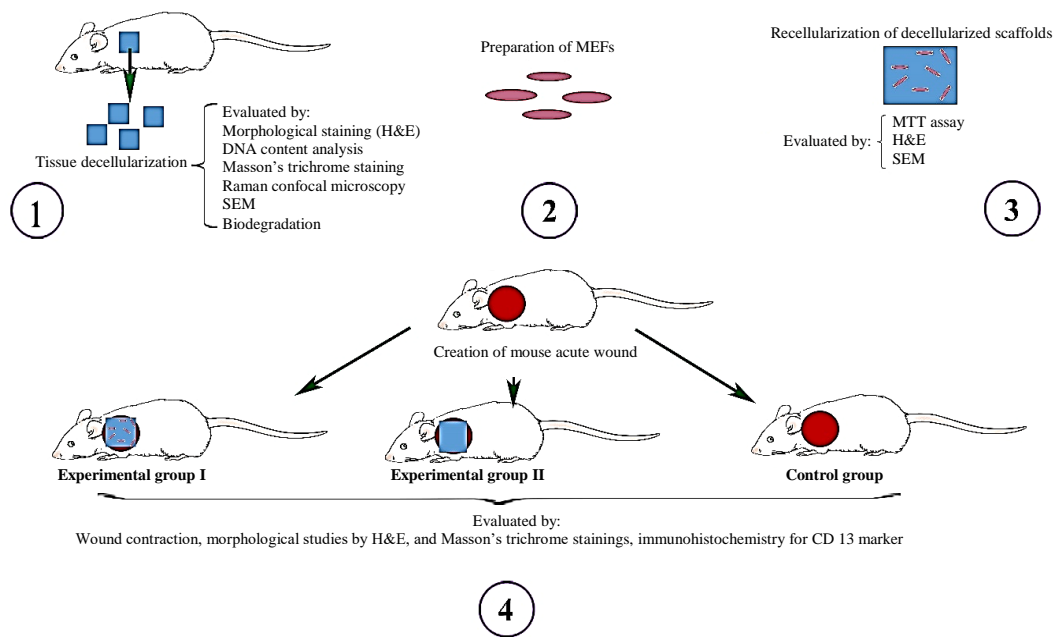 Tissue decellularization
Evaluated by:
Morphological staining (H&E)
DNA content analysis
Masson's trichrome staining
Raman confocal microscopy
SEM
Biodegradation
1
Preparation of MEFs
2
Recellularization of decellularized scaffolds
Evaluated by:
MTT assay
H&E
SEM
3
Creation of mouse acute wound
Experimental group I
Experimental group II
Control group
Evaluated by:
Wound contraction, morphological studies by H&E, and Masson's trichrome stainings, immunohistochemistry for CD 13 marker
4